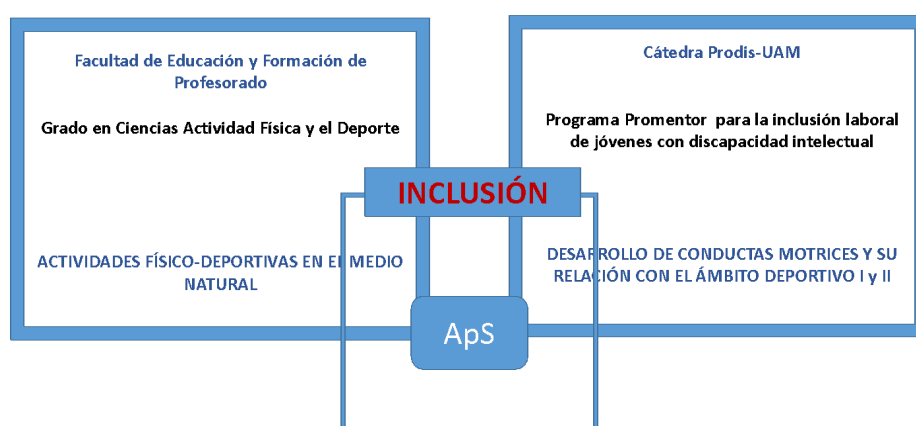 Facultad de Educación y Formación de
Profesorado
Grado en Ciencias Actividad Física y el Deporte
ACTIVIDADES FÍSICO-DEPORTIVAS EN EL MEDIO
NATURAL
Cátedra Prodis-UAM
Programa Promentor para la inclusión laboral
de jóvenes con discapacidad intelectual
DESARROLLO DE CONDUCTAS MOTRICES Y SU
RELACIÓN CON EL ÁMBITO DEPORTIVO I y II
INCLUSIÓN
ApS